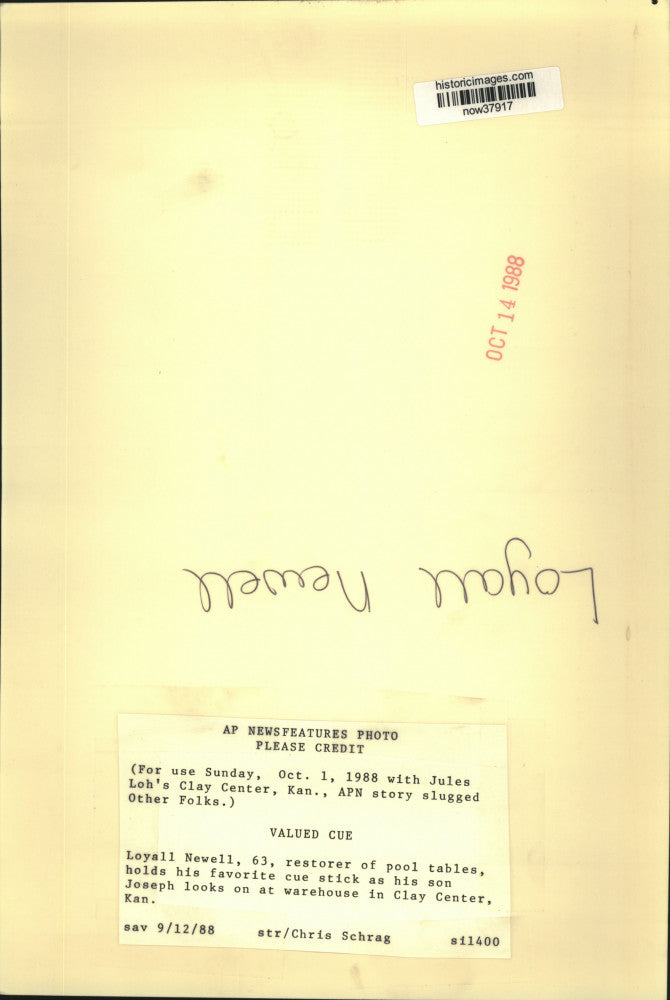 historicimages.com
now37917
OCT 14 1988
Loyall Newell
AP NEWSFEATURES PHOTO
PLEASE CREDIT
(For use Sunday, Oct. 1, 1988 with Jules
Loh's Clay Center, Kan., APN story slugged
Other Folks.)
VALUED CUE
Loyall Newell, 63, restorer of pool tables,
holds his favorite cue stick as his son
Joseph looks on at warehouse in Clay Center,
Kan.
sav 9/12/88 str/Chris Schrag s11400